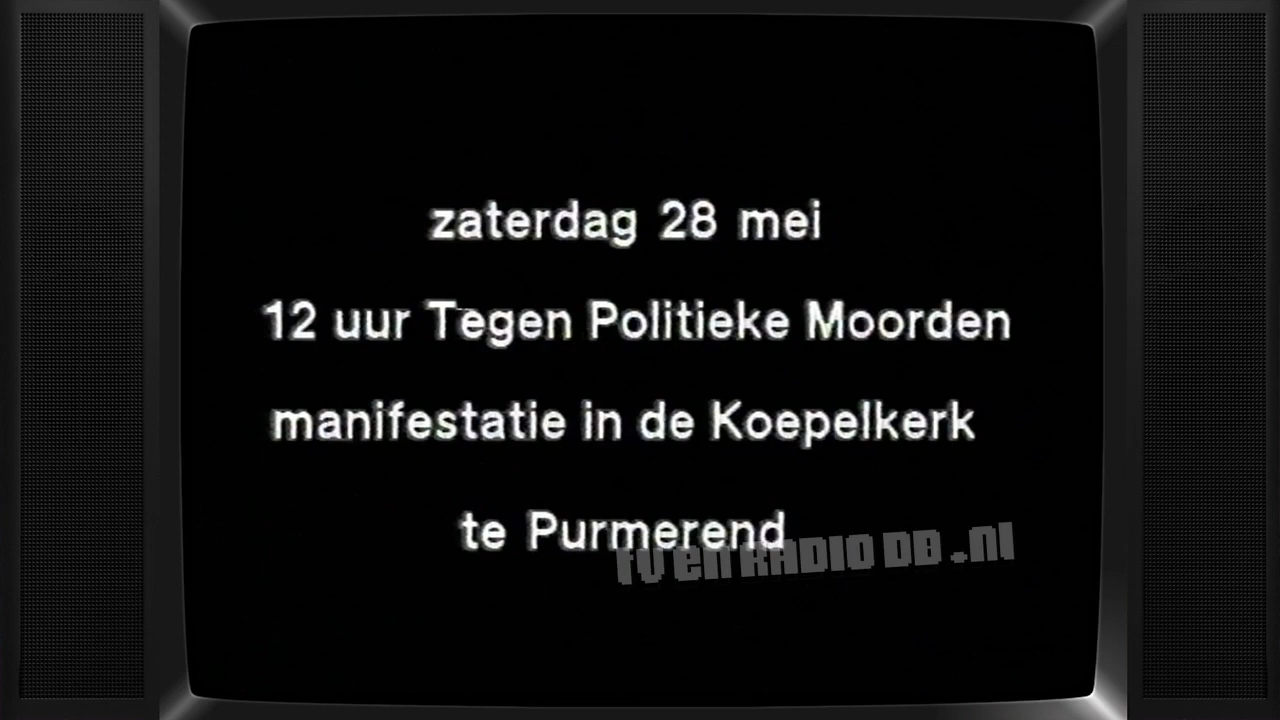 zaterdag 28 mei
12 uur Tegen Politieke Moorden
manifestatie in de Koepelkerk
te Purmerend
TV en RADIO DB .nl